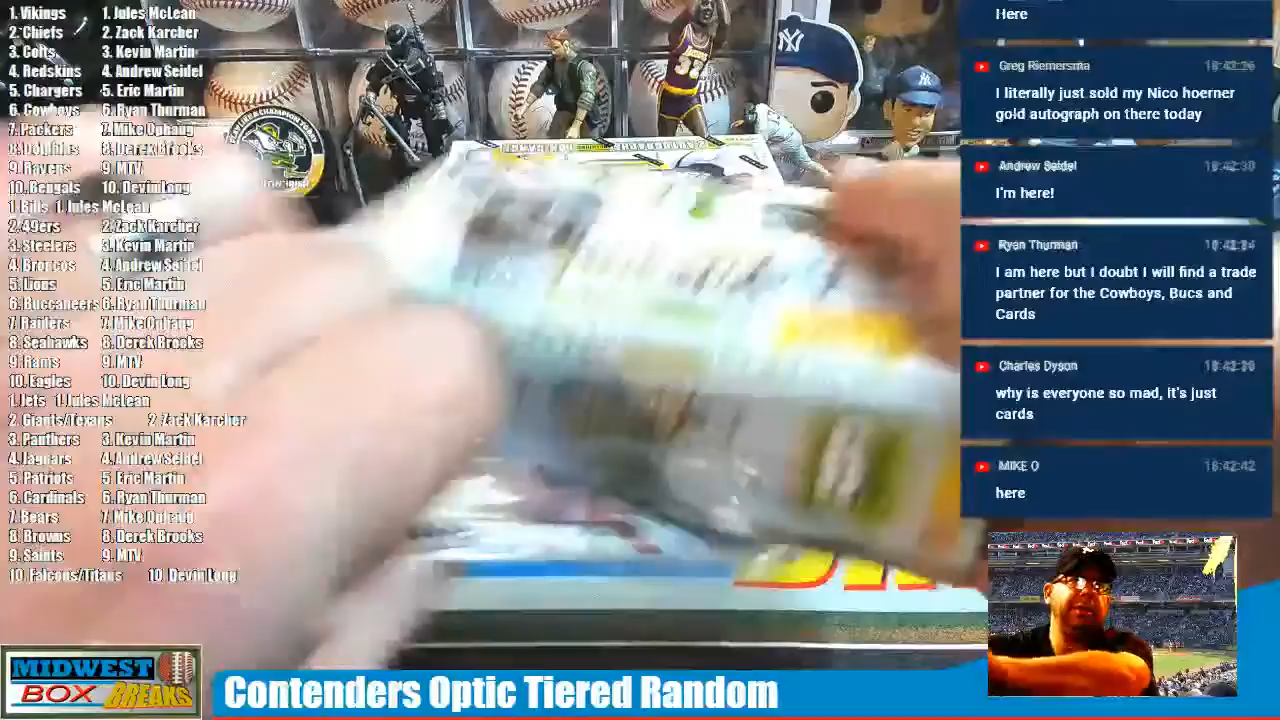 1. Vikings 1. Jules McLean
2. Chiefs 2. Zack Karcher
3. Colts 3. Kevin Martin
4. Redskins 4. Andrew Seidel
5. Chargers 5. Eric Martin
6. Cowboys 6. Ryan Thurman
7. Packers 7. Mike
8. Derek Brooks
9. Ravens 9. MTV
10. Bengals 10. Devin Long
1. Bills 1. Jules McLean
2. 49ers 2. Zack Karcher
3. Steelers 3. Kevin Martin
4. Broncos 4. Andrew Seidel
5. Lions 5. Eric Martin
6. Buccaneers 6. Ryan Thurman
7. Raiders 7. Mike
8. Seahawks 8. Derek Brooks
9. Rams 9. MTV
10. Eagles 10. Devin Long
1. Jets 1. Jules McLean
2. Giants/Texans 2 Zack Karcher
3. Panthers 3. Kevin Martin
4. Jaguars 4. Andrew Seidel
5. Patriots 5 Eric Martin
6. Cardinals 6. Ryan Thurman
7. Bears 7. Mike
8. Browns 8. Derek Brooks
9. Saints 9. MTV
10 Falcons/Titans 10. Devin Long
Here
Greg Riemersma 18:42:26
I literally just sold my Nico hoerner
gold autograph on there today
Andrew Seidel 18:42:30
I'm here!
Ryan Thurman
I am here but I doubt I will find a trade
partner for the Cowboys, Bucs and
Cards
Charles Dyson
why is everyone so mad, it's just
cards
MIKE O 18:42:42
here
MIDWEST
BOX BREAKS
Contenders Optic Tiered Random